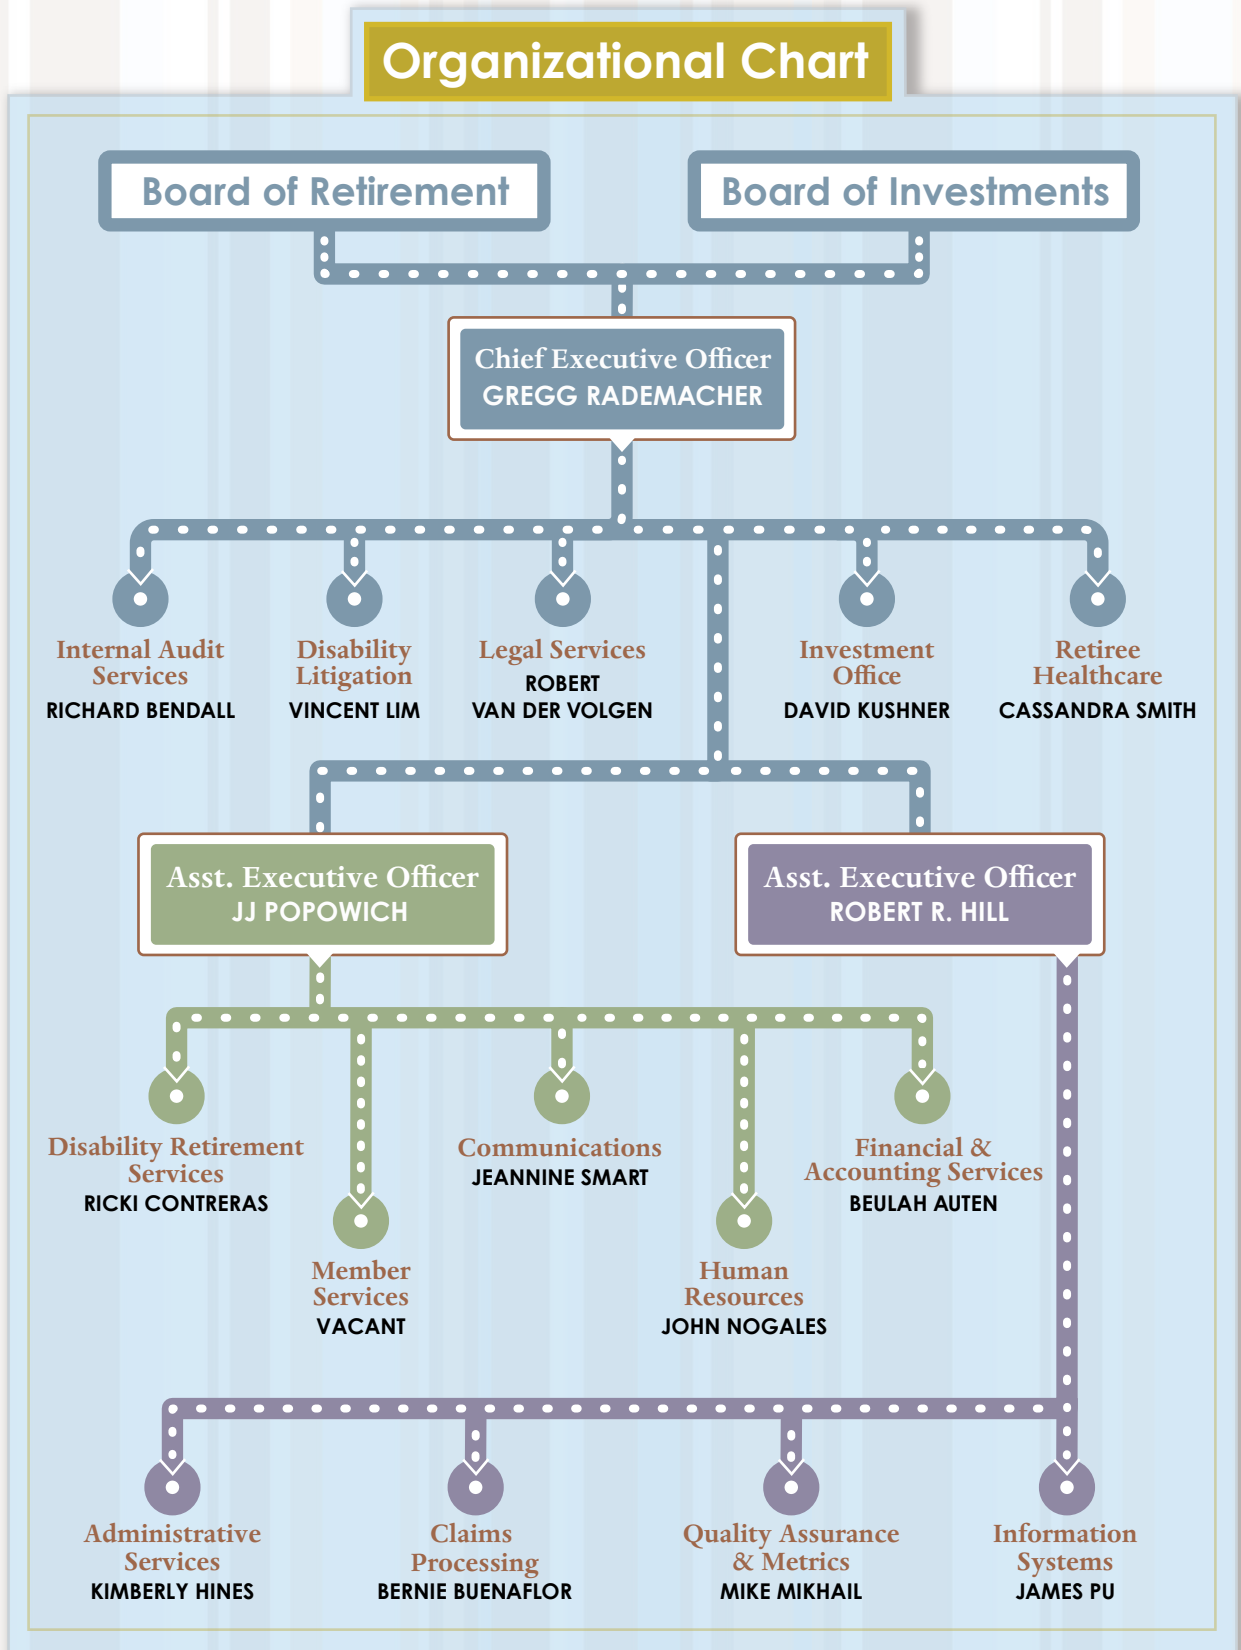 Organizational Chart
Board of Retirement
Board of Investments
Chief Executive Officer
GREGG RADEMACHER
Internal Audit
Services
RICHARD BENDALL
Disability
Litigation
VINCENT LIM
Legal Services
ROBERT
VAN DER VOLGEN
Investment
Office
DAVID KUSHNER
Retiree
Healthcare
CASSANDRA SMITH
Asst. Executive Officer
JJ POPOWICH
Asst. Executive Officer
ROBERT R. HILL
Disability Retirement
Services
RICKI CONTRERAS
Member
Services
VACANT
Communications
JEANNINE SMART
Human
Resources
JOHN NOGALES
Financial &
Accounting Services
BEULAH AUTEN
Administrative
Services
KIMBERLY HINES
Claims
Processing
BERNIE BUENAFLOR
Quality Assurance
& Metrics
MIKE MIKHAIL
Information
Systems
JAMES PU